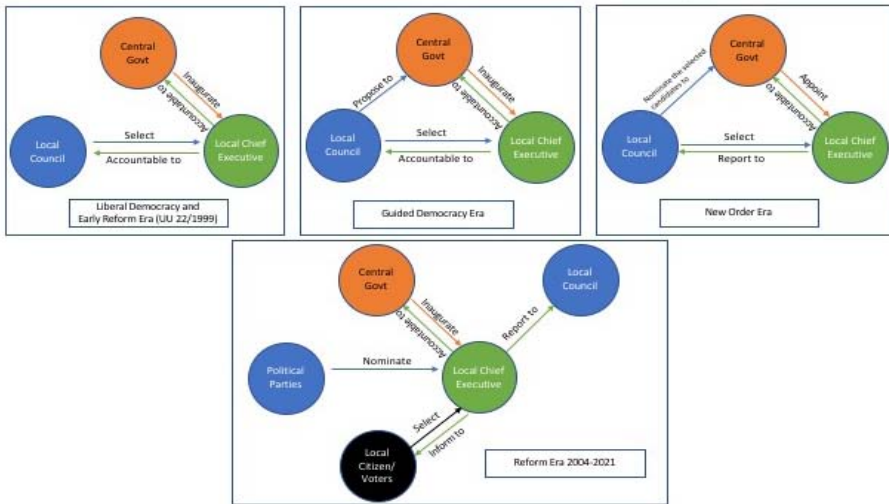 Central
Govt
Inaugurate
Accountable to
Local
Council
Select
Accountable to
Local Chief
Executive
Liberal Democracy and
Early Reform Era (UU 22/1999)
Central
Govt
Propose to
Inaugurate
Accountable to
Local
Council
Select
Accountable to
Local Chief
Executive
Guided Democracy Era
Central
Govt
Nominate the selected
candidates to
Appoint
Accountable to
Local
Council
Select
Report to
Local Chief
Executive
New Order Era
Central
Govt
Local
Council
Inaugurate
Accountable to
Report to
Political
Parties
Nominate
Local Chief
Executive
Select
Inform to
Local
Citizen/
Voters
Reform Era 2004-2021